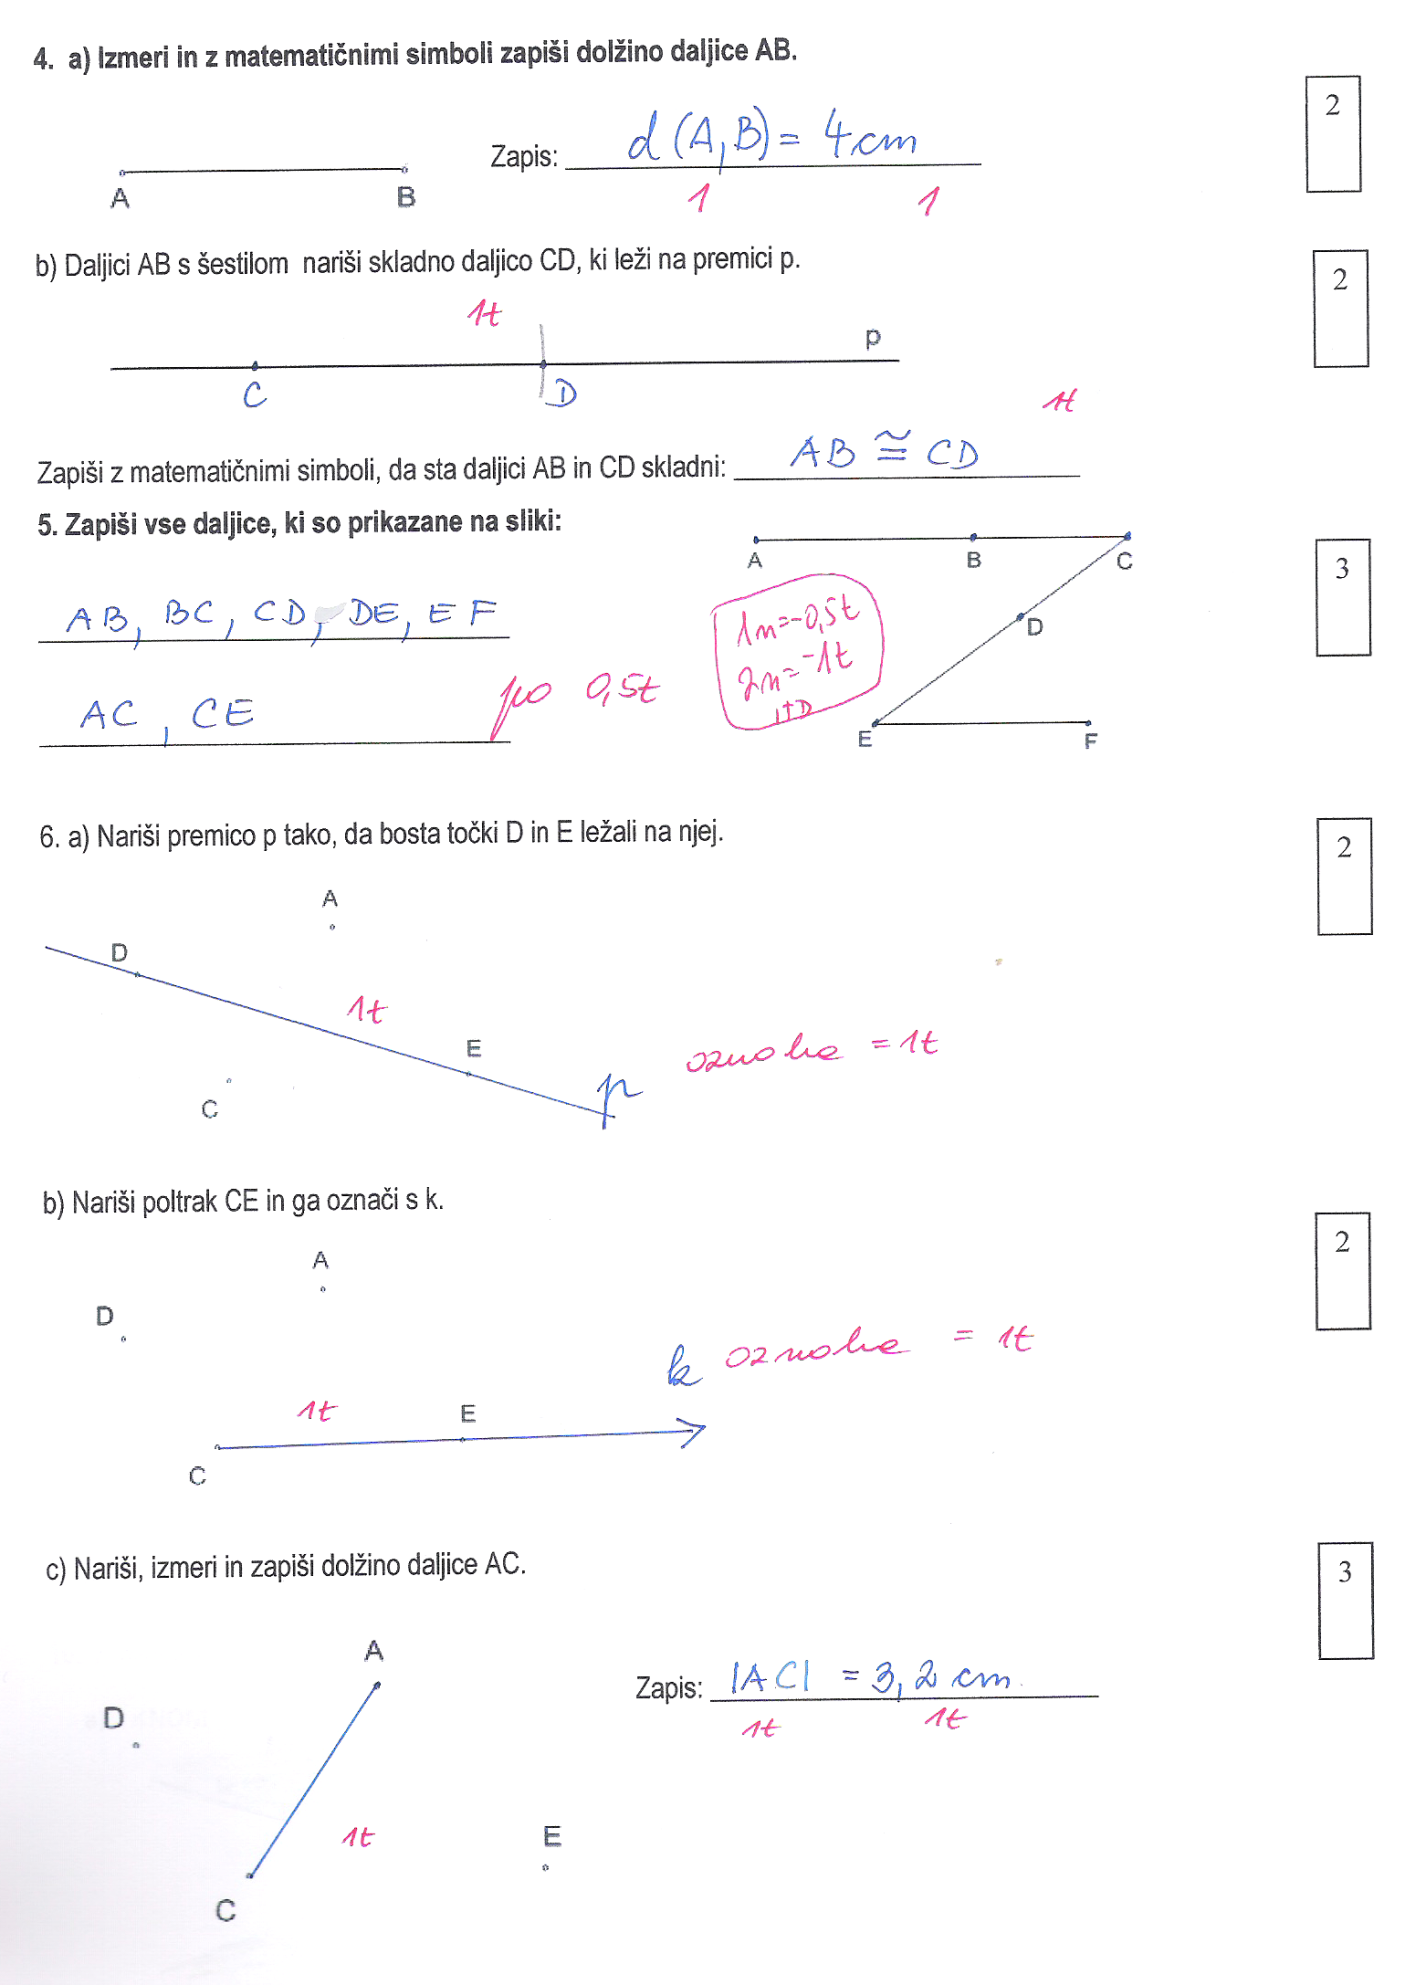 4. a) Izmeri in z matematičnimi simboli zapiši dolžino daljice AB.
2
Zapis: d (A, B) = 4 cm
A B
1 1
b) Daljici AB s šestilom nariši skladno daljico CD, ki leži na premici p.
2
1t
p
C D
1t
Zapiši z matematičnimi simboli, da sta daljici AB in CD skladni: AB ≅ CD
5. Zapiši vse daljice, ki so prikazane na sliki:
3
A B C
AB, BC, CD, DE, EF
1n=-0,5t
D
2n=-1t
ITD
AC, CE
po 0,5t
E F
6. a) Nariši premico p tako, da bosta točki D in E ležali na njej.
2
A
D
1t
E
oznake = 1t
p
C
b) Nariši poltrak CE in ga označi s k.
2
A
D
k oznake = 1t
1t
E
C
c) Nariši, izmeri in zapiši dolžino daljice AC.
3
A
Zapis: |AC| = 3,2 cm
D
1t 1t
1t
E
C